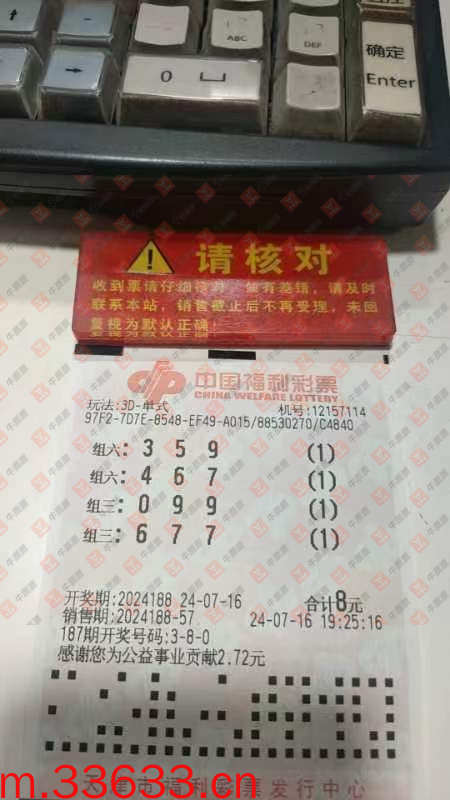 ABC
DEF
确定
Enter
0
请核对
收到票请仔细核对，如有差错，请及时
联系本站，销售截止后不再受理，未回
复视为默认正确！
中国福利彩票
CHINA WELFARE LOTTERY
玩法:3D-单式 机号:12157114
97F2-7D7E-8548-EF49-A015/88530270/C4840
组六: 3 5 9 (1)
组六: 4 6 7 (1)
组三: 0 9 9 (1)
组三: 6 7 7 (1)
开奖期:2024188 24-07-16 合计8元
销售期:2024188-57 24-07-16 19:25:16
187期开奖号码:3-8-0
感谢您为公益事业贡献2.72元
天津市福利彩票发行中心
m.33633.cn